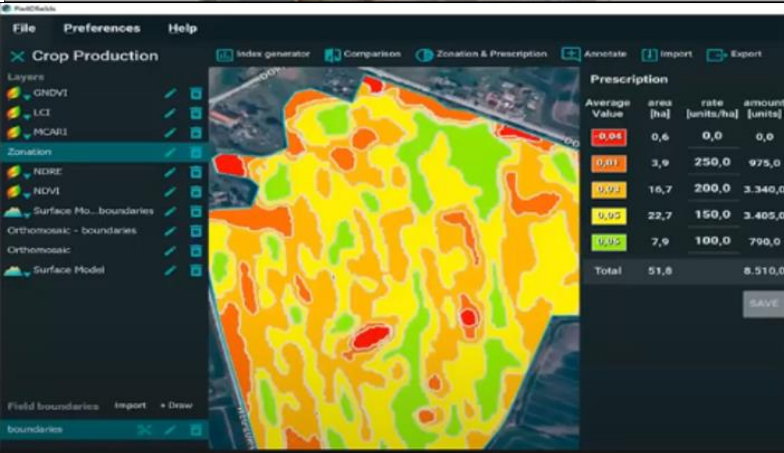 Pix4Dfields
File Preferences Help
Crop Production
Index generator Comparison Zonation & Prescription Annotate Import Export
Layers
GNDVI
LCI
MCARI
Zonation
NDRE
NDVI
Surface Mo...boundaries
Orthomosaic - boundaries
Orthomosaic
Surface Model
Field boundaries Import + Draw
boundaries
Prescription
Average Value area [ha] rate [units/ha] amount [units]
-0,04 0,6 0,0 0,0
0,01 3,9 250,0 975,0
0,03 16,7 200,0 3.340,0
0,05 22,7 150,0 3.405,0
0,06 7,9 100,0 790,0
Total 51,8 8.510,0
SAVE